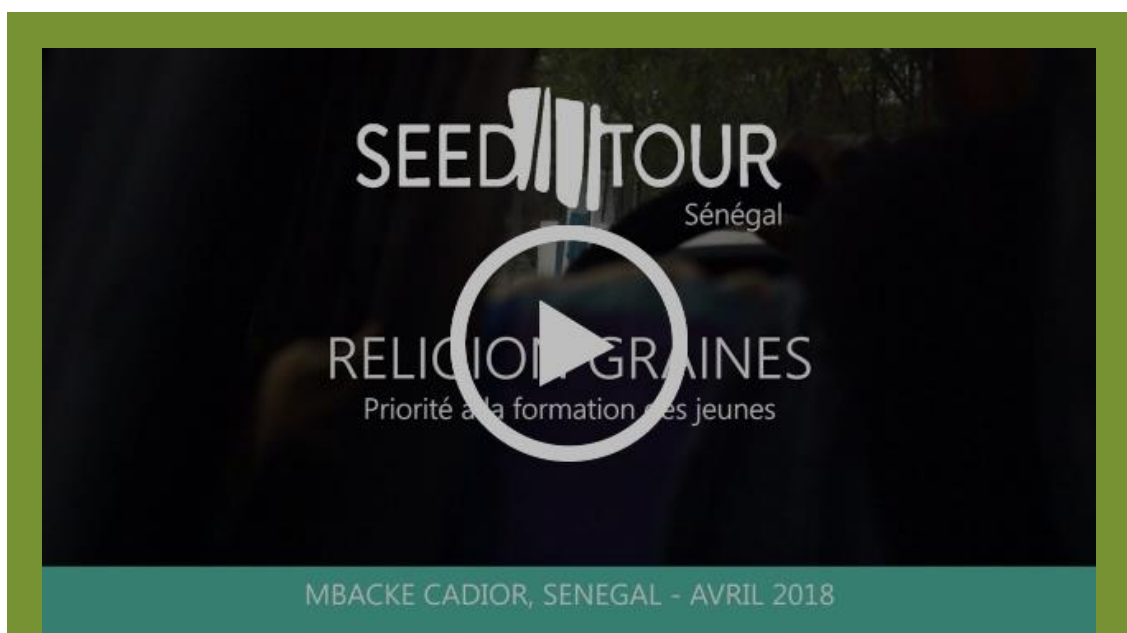 SEED TOUR
Sénégal
RELIGION GRAINES
Priorité à la formation des jeunes
MBACKE CADIOR, SENEGAL - AVRIL 2018